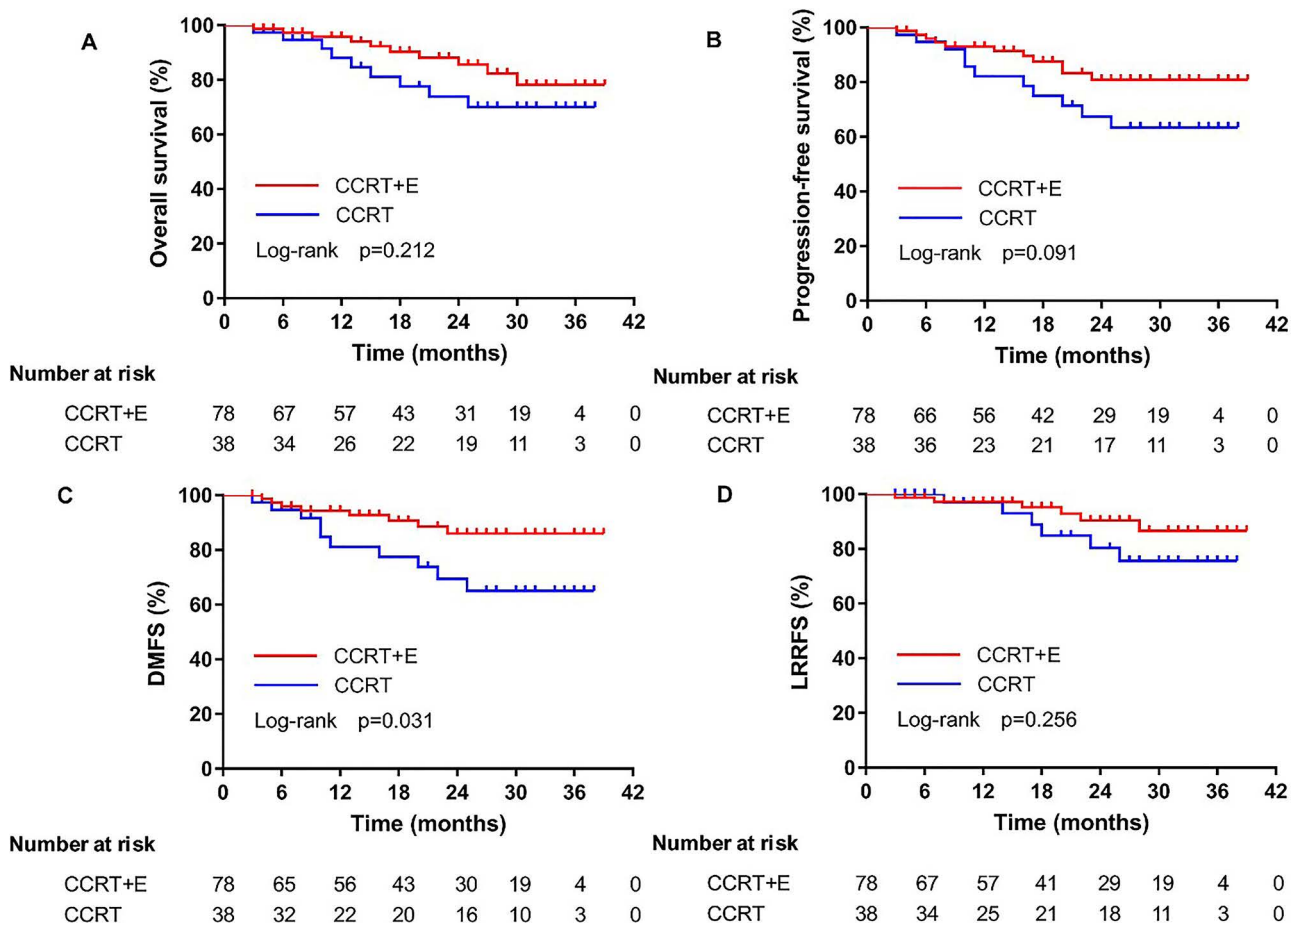 A
Overall survival (%)
100
80
60
40
20
0
CCRT+E
CCRT
Log-rank p=0.212
0 6 12 18 24 30 36 42
Time (months)
Number at risk
CCRT+E 78 67 57 43 31 19 4 0
CCRT 38 34 26 22 19 11 3 0
B
Progression-free survival (%)
100
80
60
40
20
0
CCRT+E
CCRT
Log-rank p=0.091
0 6 12 18 24 30 36 42
Time (months)
Number at risk
CCRT+E 78 66 56 42 29 19 4 0
CCRT 38 36 23 21 17 11 3 0
C
DMFS (%)
100
80
60
40
20
0
CCRT+E
CCRT
Log-rank p=0.031
0 6 12 18 24 30 36 42
Time (months)
Number at risk
CCRT+E 78 65 56 43 30 19 4 0
CCRT 38 32 22 20 16 10 3 0
D
LRRFS (%)
100
80
60
40
20
0
CCRT+E
CCRT
Log-rank p=0.256
0 6 12 18 24 30 36 42
Time (months)
Number at risk
CCRT+E 78 67 57 41 29 19 4 0
CCRT 38 34 25 21 18 11 3 0